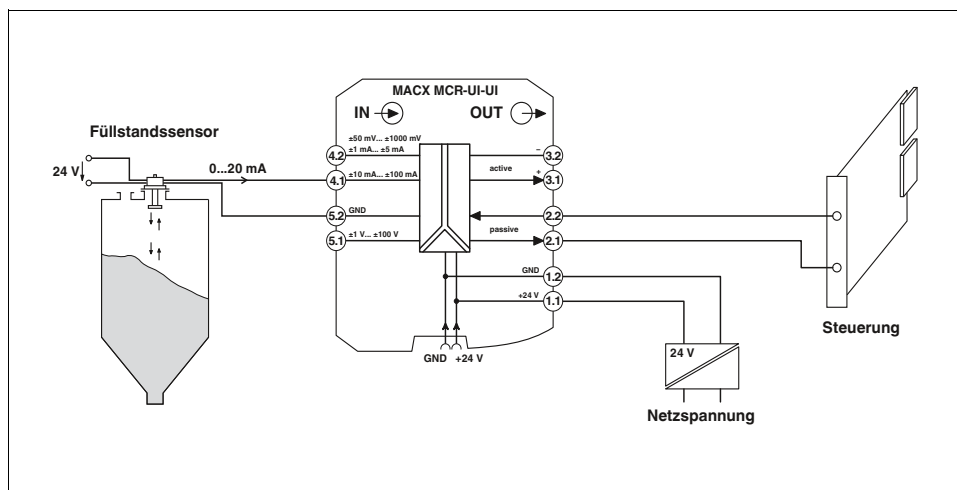 MACX MCR-UI-UI
IN
OUT
Füllstandssensor
24 V
0...20 mA
4.2
±50 mV... ±1000 mV
±1 mA... ±5 mA
4.1
±10 mA... ±100 mA
5.2
GND
5.1
±1 V... ±100 V
–
3.2
active
+
3.1
2.2
passive
2.1
GND
1.2
+24 V
1.1
GND
+24 V
24 V
Netzspannung
Steuerung